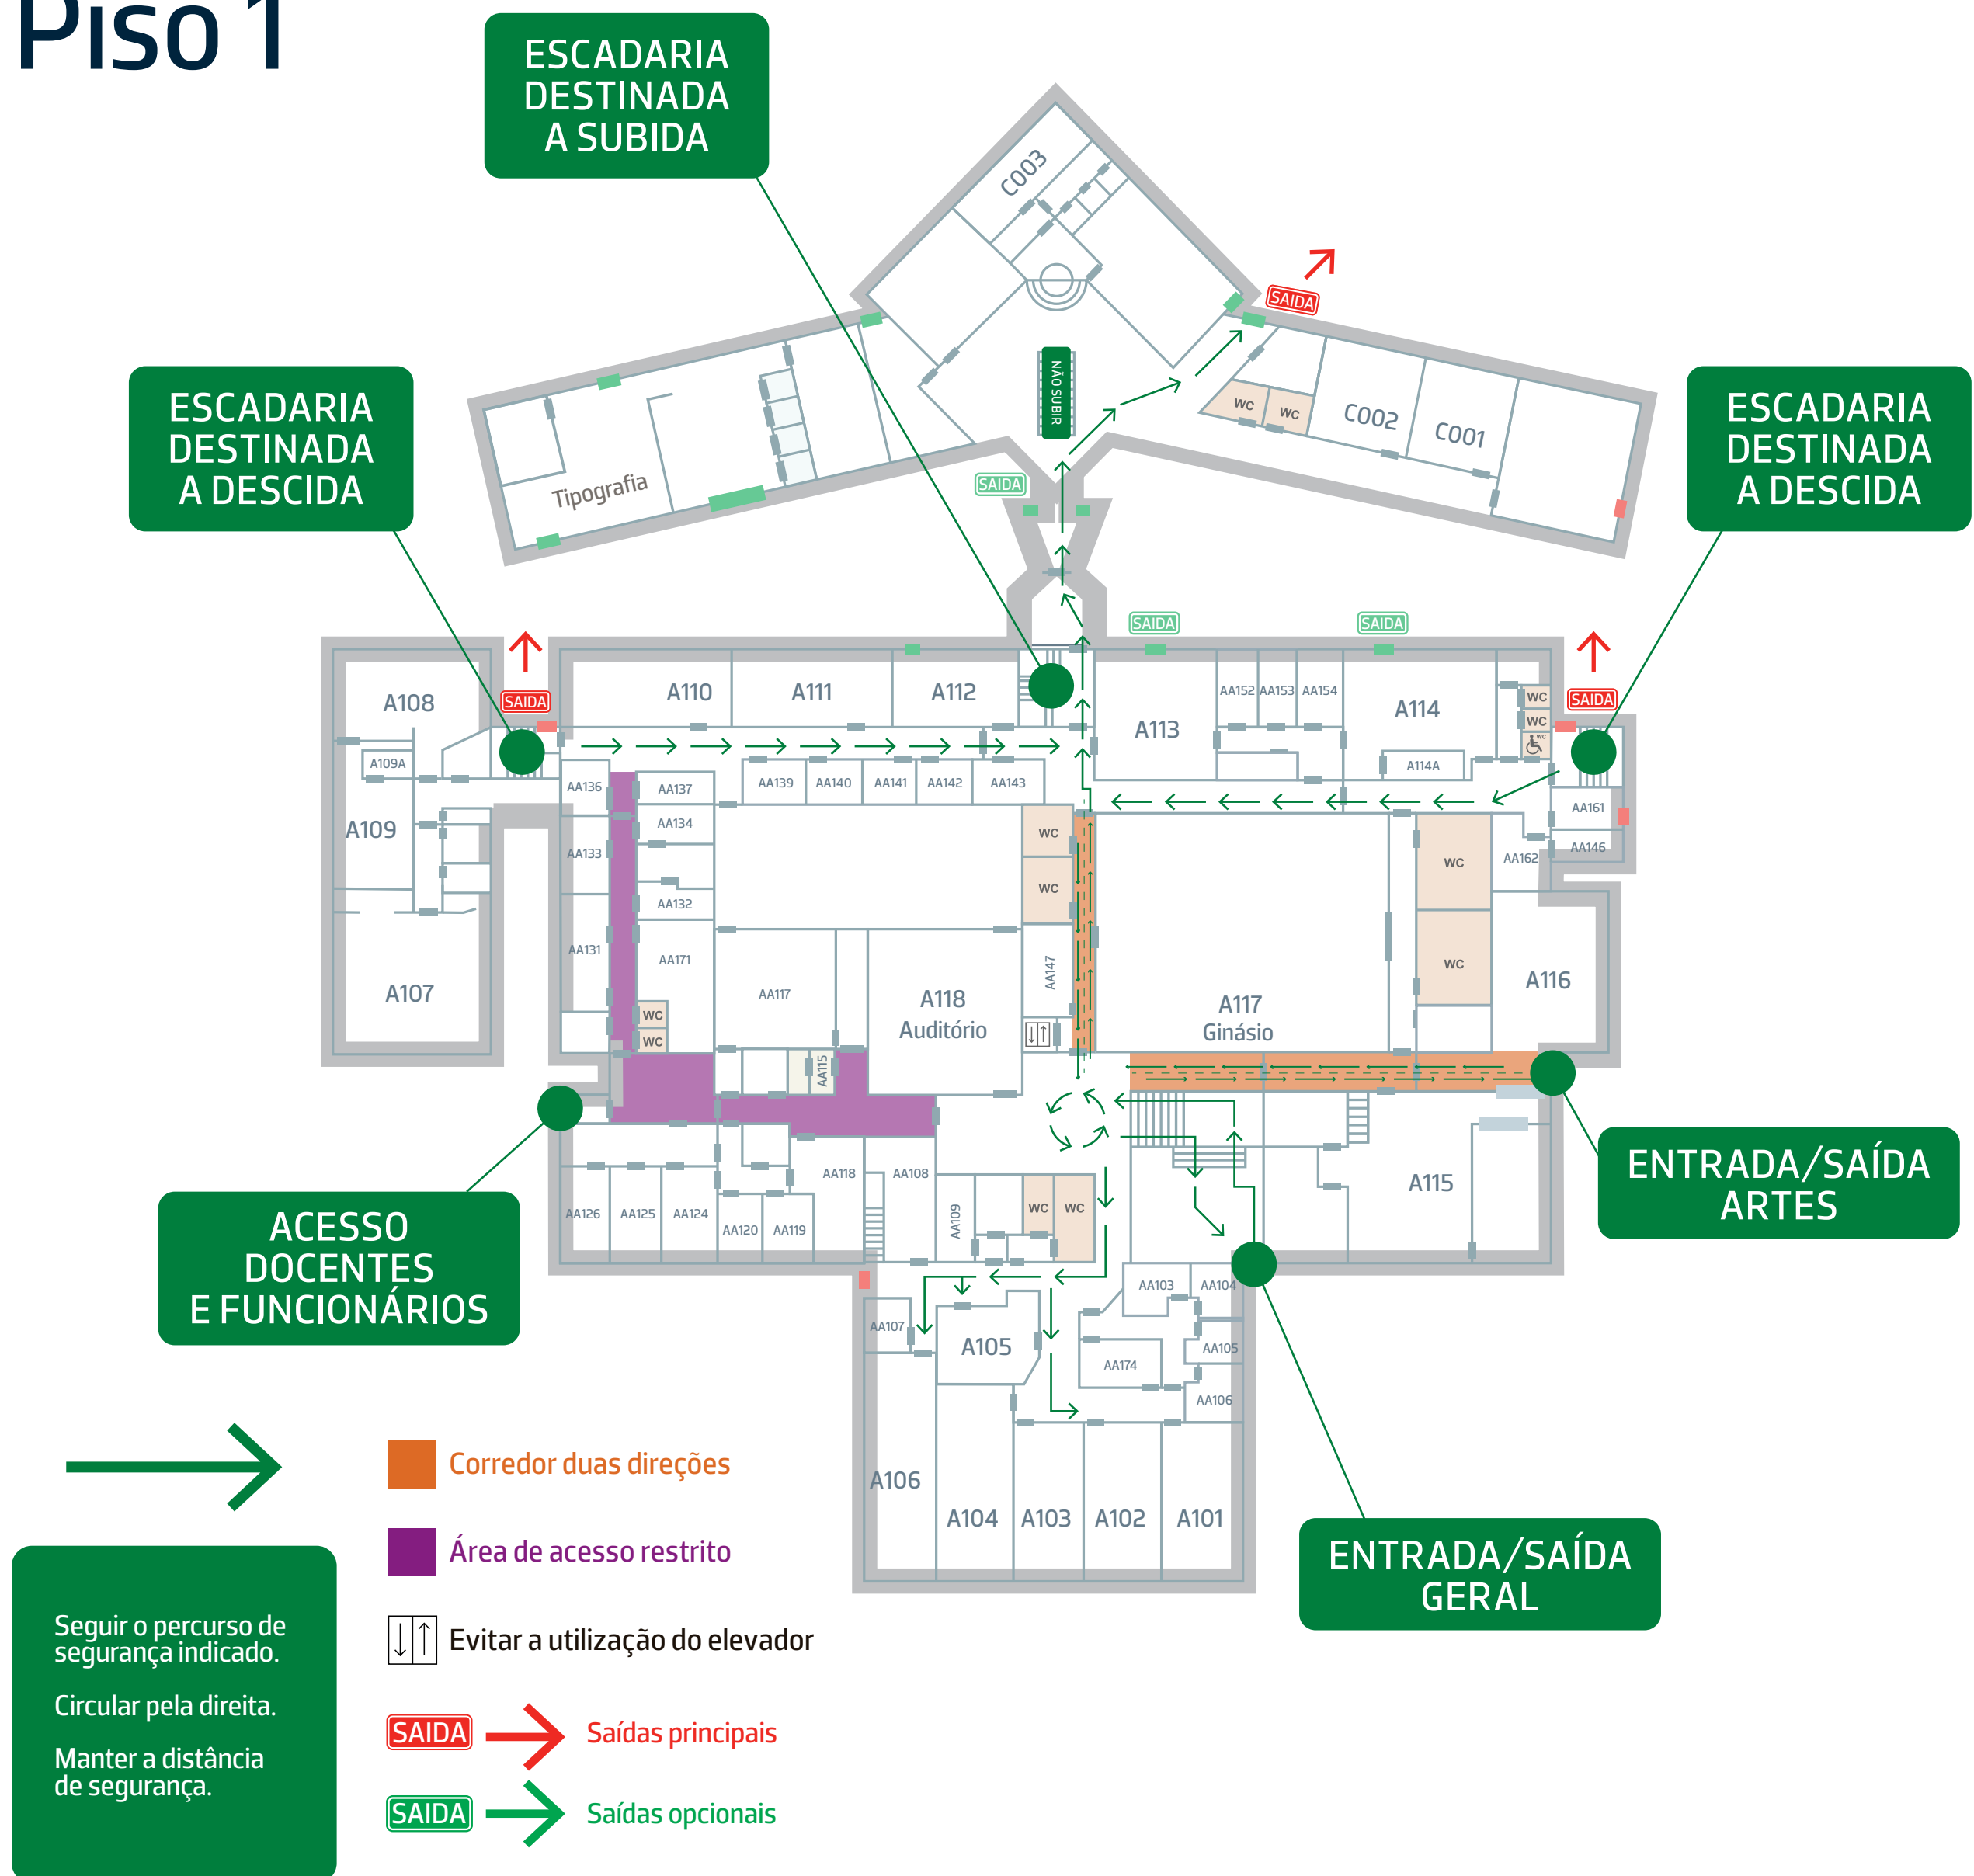 Piso 1
ESCADARIA
DESTINADA
A SUBIDA
C003
SAIDA
NÃO SUBIR
ESCADARIA
DESTINADA
A DESCIDA
ESCADARIA
DESTINADA
A DESCIDA
WC
WC
C002
C001
Tipografia
SAIDA
SAIDA
SAIDA
A108
SAIDA
A110
A111
A112
A113
AA152
AA153
AA154
A114
WC
WC
WC
SAIDA
A109A
A114A
AA136
AA137
AA139
AA140
AA141
AA142
AA143
AA161
A109
AA134
WC
AA133
AA146
AA162
WC
WC
AA132
AA131
AA171
AA147
WC
A107
AA117
A118
Auditório
A117
Ginásio
A116
WC
WC
AA115
ACESSO
DOCENTES
E FUNCIONÁRIOS
AA118
AA108
A115
ENTRADA/SAÍDA
ARTES
AA126
AA125
AA124
AA120
AA119
AA109
WC
WC
AA103
AA104
AA107
A105
AA174
AA105
AA106
A106
A104
A103
A102
A101
ENTRADA/SAÍDA
GERAL
Corredor duas direções
Área de acesso restrito
Evitar a utilização do elevador
SAIDA
Saídas principais
SAIDA
Saídas opcionais
Seguir o percurso de
segurança indicado.
Circular pela direita.
Manter a distância
de segurança.